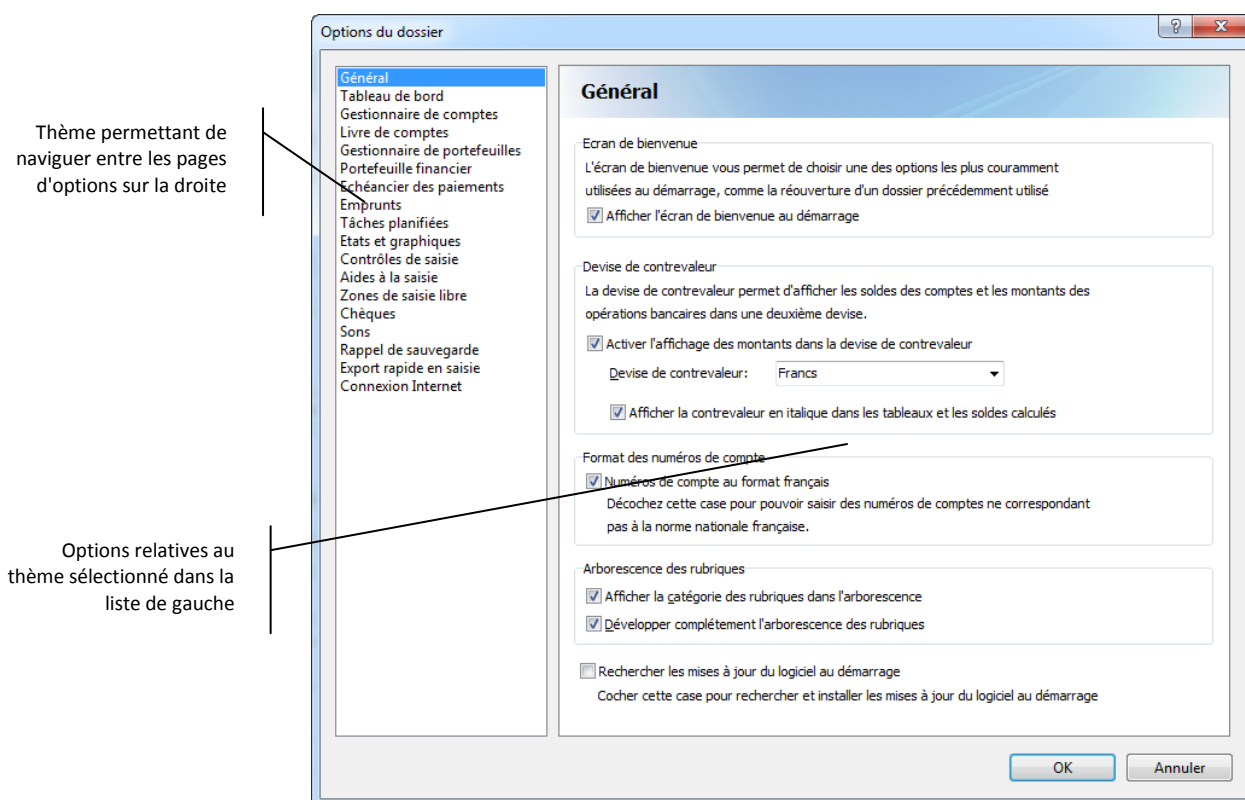 Options du dossier
Thème permettant de
naviguer entre les pages
d'options sur la droite
Options relatives au
thème sélectionné dans la
liste de gauche
Général
Tableau de bord
Gestionnaire de comptes
Livre de comptes
Gestionnaire de portefeuilles
Portefeuille financier
Echéancier des paiements
Emprunts
Tâches planifiées
Etats et graphiques
Contrôles de saisie
Aides à la saisie
Zones de saisie libre
Chèques
Sons
Rappel de sauvegarde
Export rapide en saisie
Connexion Internet
Général
Ecran de bienvenue
L'écran de bienvenue vous permet de choisir une des options les plus couramment
utilisées au démarrage, comme la réouverture d'un dossier précédemment utilisé
Afficher l'écran de bienvenue au démarrage
Devise de contrevaleur
La devise de contrevaleur permet d'afficher les soldes des comptes et les montants des
opérations bancaires dans une deuxième devise.
Activer l'affichage des montants dans la devise de contrevaleur
Devise de contrevaleur: Francs
Afficher la contrevaleur en italique dans les tableaux et les soldes calculés
Format des numéros de compte
Numéros de compte au format français
Décochez cette case pour pouvoir saisir des numéros de comptes ne correspondant
pas à la norme nationale française.
Arborescence des rubriques
Afficher la catégorie des rubriques dans l'arborescence
Développer complétement l'arborescence des rubriques
Rechercher les mises à jour du logiciel au démarrage
Cocher cette case pour rechercher et installer les mises à jour du logiciel au démarrage
OK Annuler